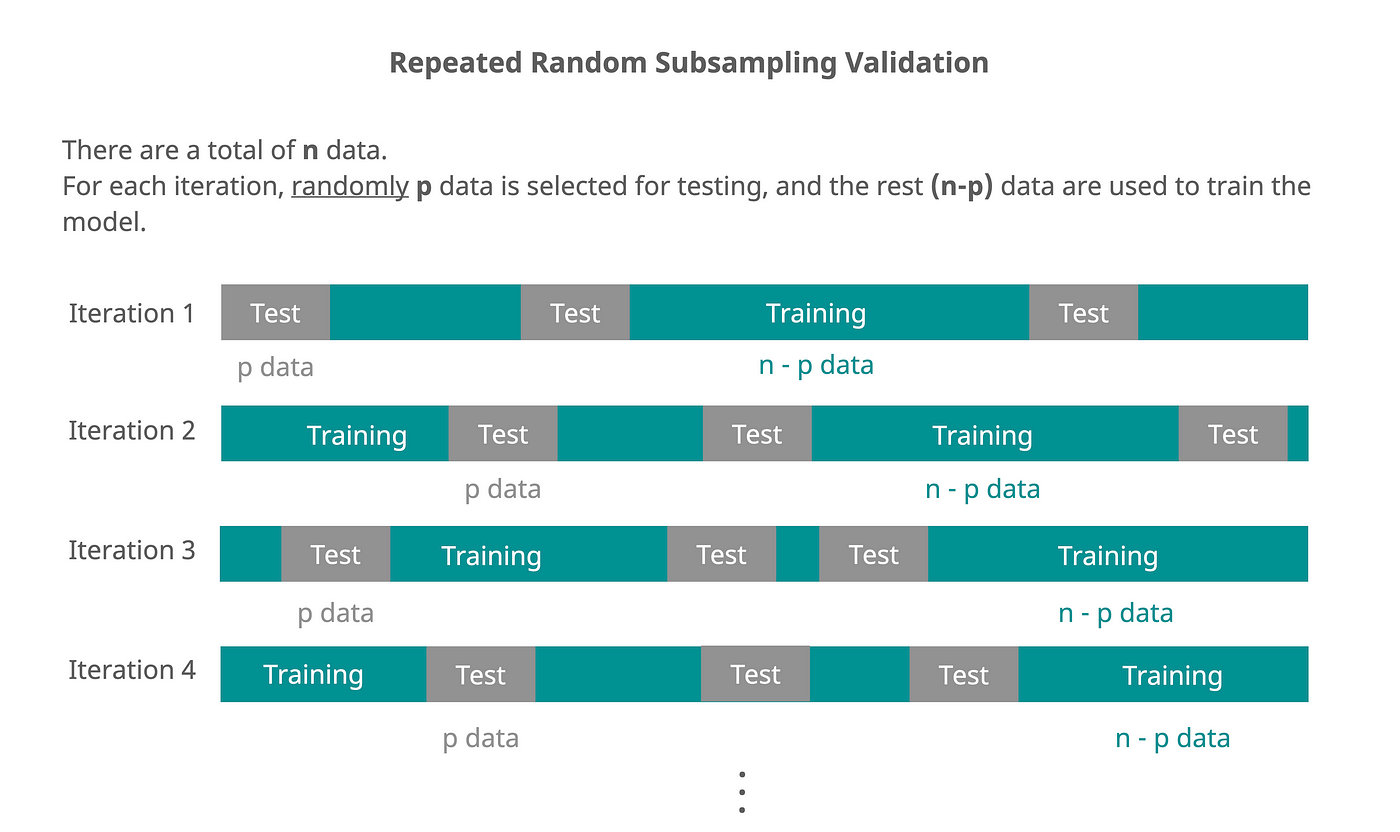 Repeated Random Subsampling Validation
There are a total of n data.
For each iteration, randomly p data is selected for testing, and the rest (n-p) data are used to train the
model.
Iteration 1 Test Test Training Test
p data n - p data
Iteration 2 Training Test Test Training Test
p data n - p data
Iteration 3 Test Training Test Test Training
p data n - p data
Iteration 4 Training Test Test Test Training
p data n - p data